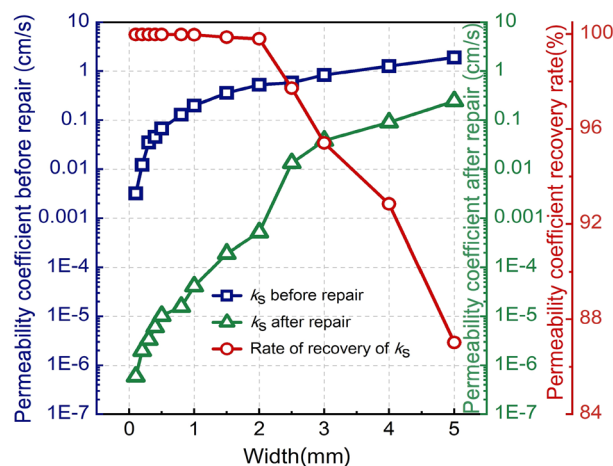 Permeability coefficient before repair (cm/s)
10
1
0.1
0.01
0.001
1E-4
1E-5
1E-6
1E-7
kS before repair
kS after repair
Rate of recovery of kS
0 1 2 3 4 5
Width(mm)
10
1
0.1
0.01
0.001
1E-4
1E-5
1E-6
1E-7
Permeability coefficient after repair (cm/s)
100
96
92
88
84
Permeability coefficient recovery rate(%)